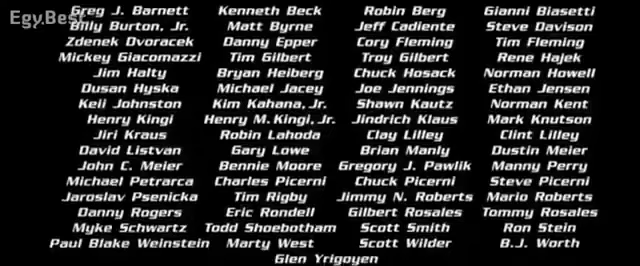 EgyBest
Greg J. Barnett Kenneth Beck Robin Berg Gianni Biasetti
Billy Burton, Jr. Matt Byrne Jeff Cadiente Steve Davison
Zdenek Dvoracek Danny Epper Cory Fleming Tim Fleming
Mickey Giacomazzi Tim Gilbert Troy Gilbert Rene Hajek
Jim Halty Bryan Heiberg Chuck Hosack Norman Howell
Dusan Hyska Michael Jacey Joe Jennings Ethan Jensen
Keii Johnston Kim Kahana, Jr. Shawn Kautz Norman Kent
Henry Kingi Henry M. Kingi, Jr. Jindrich Klaus Mark Knutson
Jiri Kraus Robin Lahoda Clay Lilley Clint Lilley
David Listvan Gary Lowe Brian Manly Dustin Meier
John C. Meier Bennie Moore Gregory J. Pawlik Manny Perry
Michael Petrarca Charles Picerni Chuck Picerni Steve Picerni
Jaroslav Psenicka Tim Rigby Jimmy N. Roberts Mario Roberts
Danny Rogers Eric Rondell Gilbert Rosales Tommy Rosales
Myke Schwartz Todd Shoebotham Scott Smith Ron Stein
Paul Blake Weinstein Marty West Scott Wilder B.J. Worth
Glen Yrigoyen